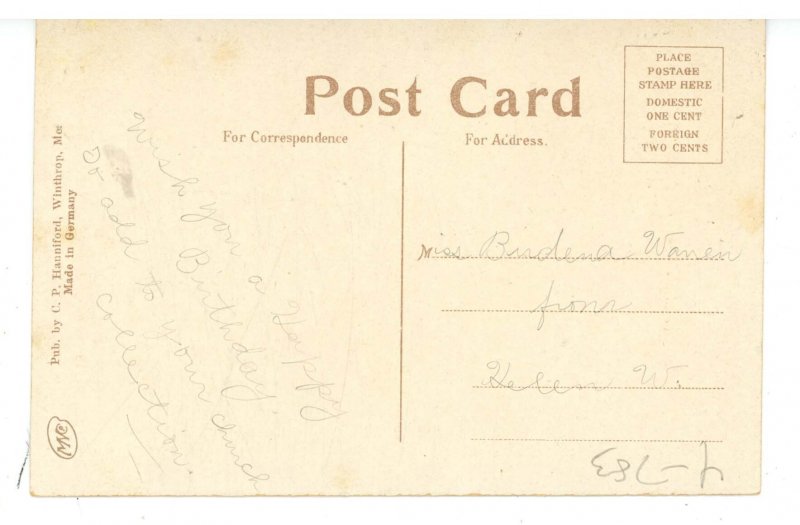 Post Card
For Correspondence
For Address.
PLACE
POSTAGE
STAMP HERE
DOMESTIC
ONE CENT
FOREIGN
TWO CENTS
Pub. by C. P. Hanniford, Winthrop, Me:
Made in Germany
Wish you a Happy
Birthday.
to add to your church
collection.
Miss Burdena
from
Helen W.